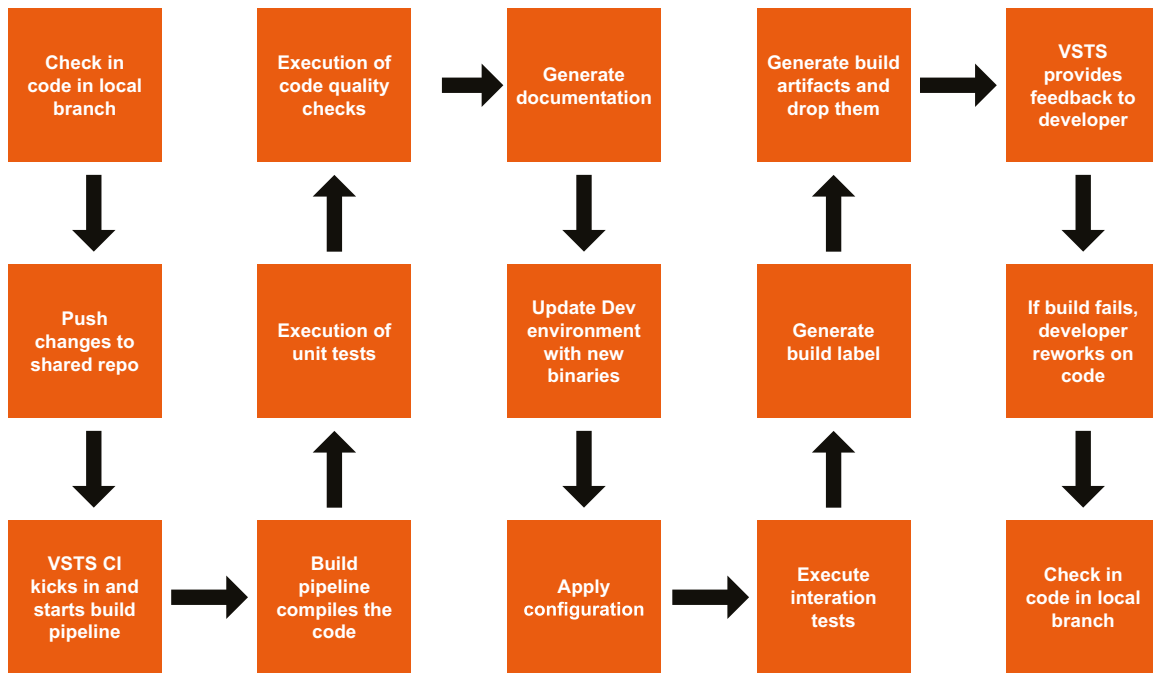 Check in
code in local
branch
Push
changes to
shared repo
VSTS CI
kicks in and
starts build
pipeline
Build
pipeline
compiles the
code
Execution of
unit tests
Execution of
code quality
checks
Generate
documentation
Update Dev
environment
with new
binaries
Apply
configuration
Execute
interation
tests
Generate
build label
Generate build
artifacts and
drop them
VSTS
provides
feedback to
developer
If build fails,
developer
reworks on
code
Check in
code in local
branch